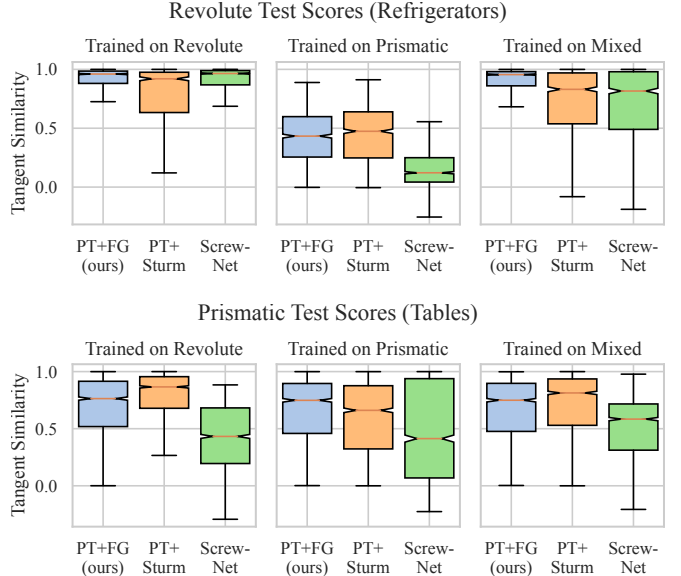 Revolute Test Scores (Refrigerators)
Trained on Revolute Trained on Prismatic Trained on Mixed
Tangent Similarity
1.0
0.5
0.0
PT+FG PT+ Screw- PT+FG PT+ Screw- PT+FG PT+ Screw-
(ours) Sturm Net (ours) Sturm Net (ours) Sturm Net
Prismatic Test Scores (Tables)
Trained on Revolute Trained on Prismatic Trained on Mixed
Tangent Similarity
1.0
0.5
0.0
PT+FG PT+ Screw- PT+FG PT+ Screw- PT+FG PT+ Screw-
(ours) Sturm Net (ours) Sturm Net (ours) Sturm Net